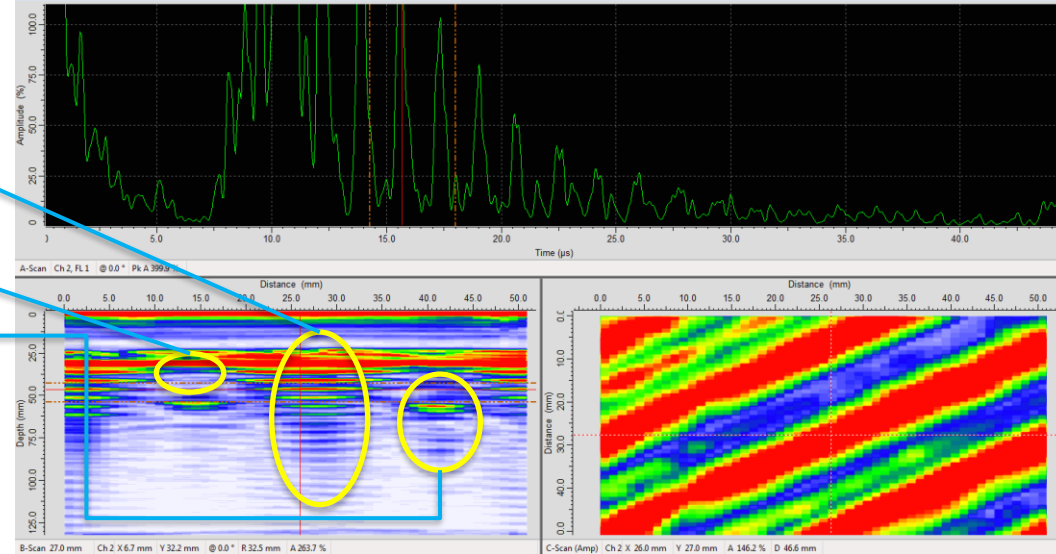 100.0
75.0
50.0
25.0
0
Amplitude (%)
5.0 10.0 15.0 20.0 25.0 30.0 35.0 40.0
Time (µs)
A-Scan Ch 2, FL 1 @ 0.0 ° Pk A 399.9
Distance (mm)
0.0 5.0 10.0 15.0 20.0 25.0 30.0 35.0 40.0 45.0 50.0
0
25.0
50.0
75.0
100.0
125.0
Depth (mm)
B-Scan 27.0 mm Ch 2 X 6.7 mm Y 32.2 mm @ 0.0 ° R 32.5 mm A 263.7 %
Distance (mm)
0.0 5.0 10.0 15.0 20.0 25.0 30.0 35.0 40.0 45.0 50.0
10.0
20.0
30.0
40.0
Distance (mm)
C-Scan (Amp) Ch 2 X 26.0 mm Y 27.0 mm A 146.2 % D 46.6 mm